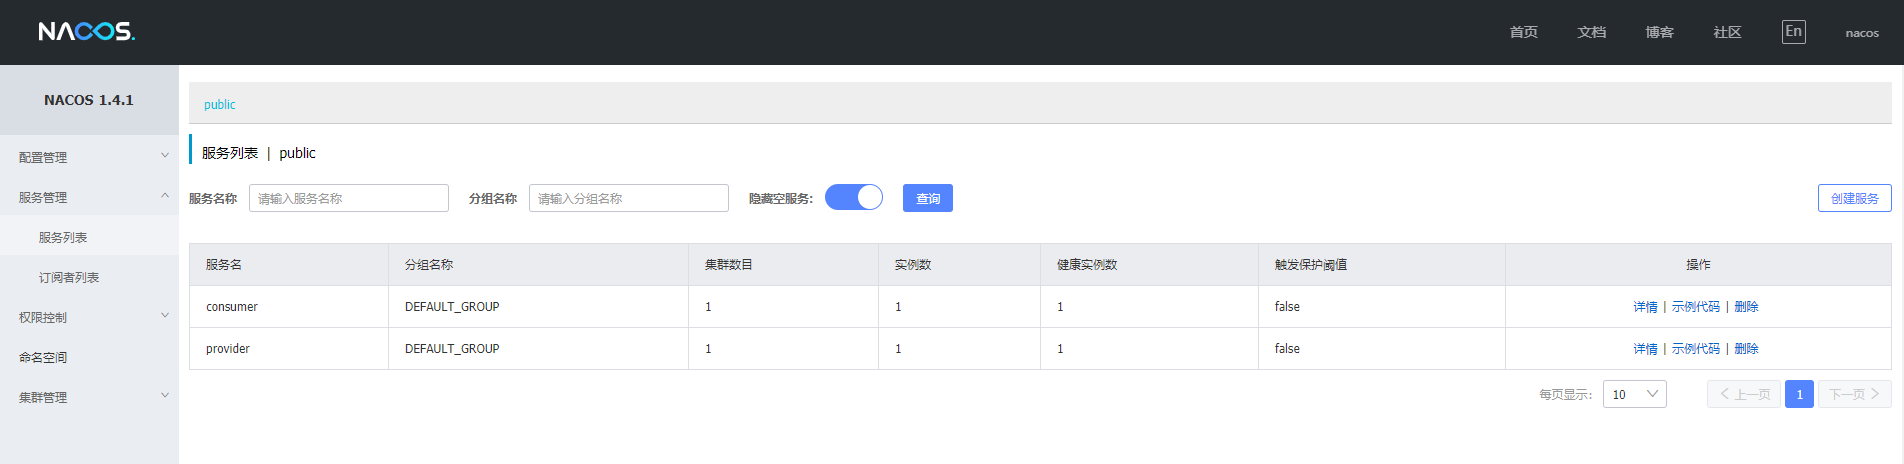 NACOS.
首页 文档 博客 社区 En nacos
NACOS 1.4.1
配置管理
服务管理
服务列表
订阅者列表
权限控制
命名空间
集群管理
public
服务列表 | public
服务名称 请输入服务名称 分组名称 请输入分组名称 隐藏空服务: 查询 创建服务
服务名 分组名称 集群数目 实例数 健康实例数 触发保护阈值 操作
consumer DEFAULT_GROUP 1 1 1 false 详情 | 示例代码 | 删除
provider DEFAULT_GROUP 1 1 1 false 详情 | 示例代码 | 删除
每页显示: 10 上一页 1 下一页